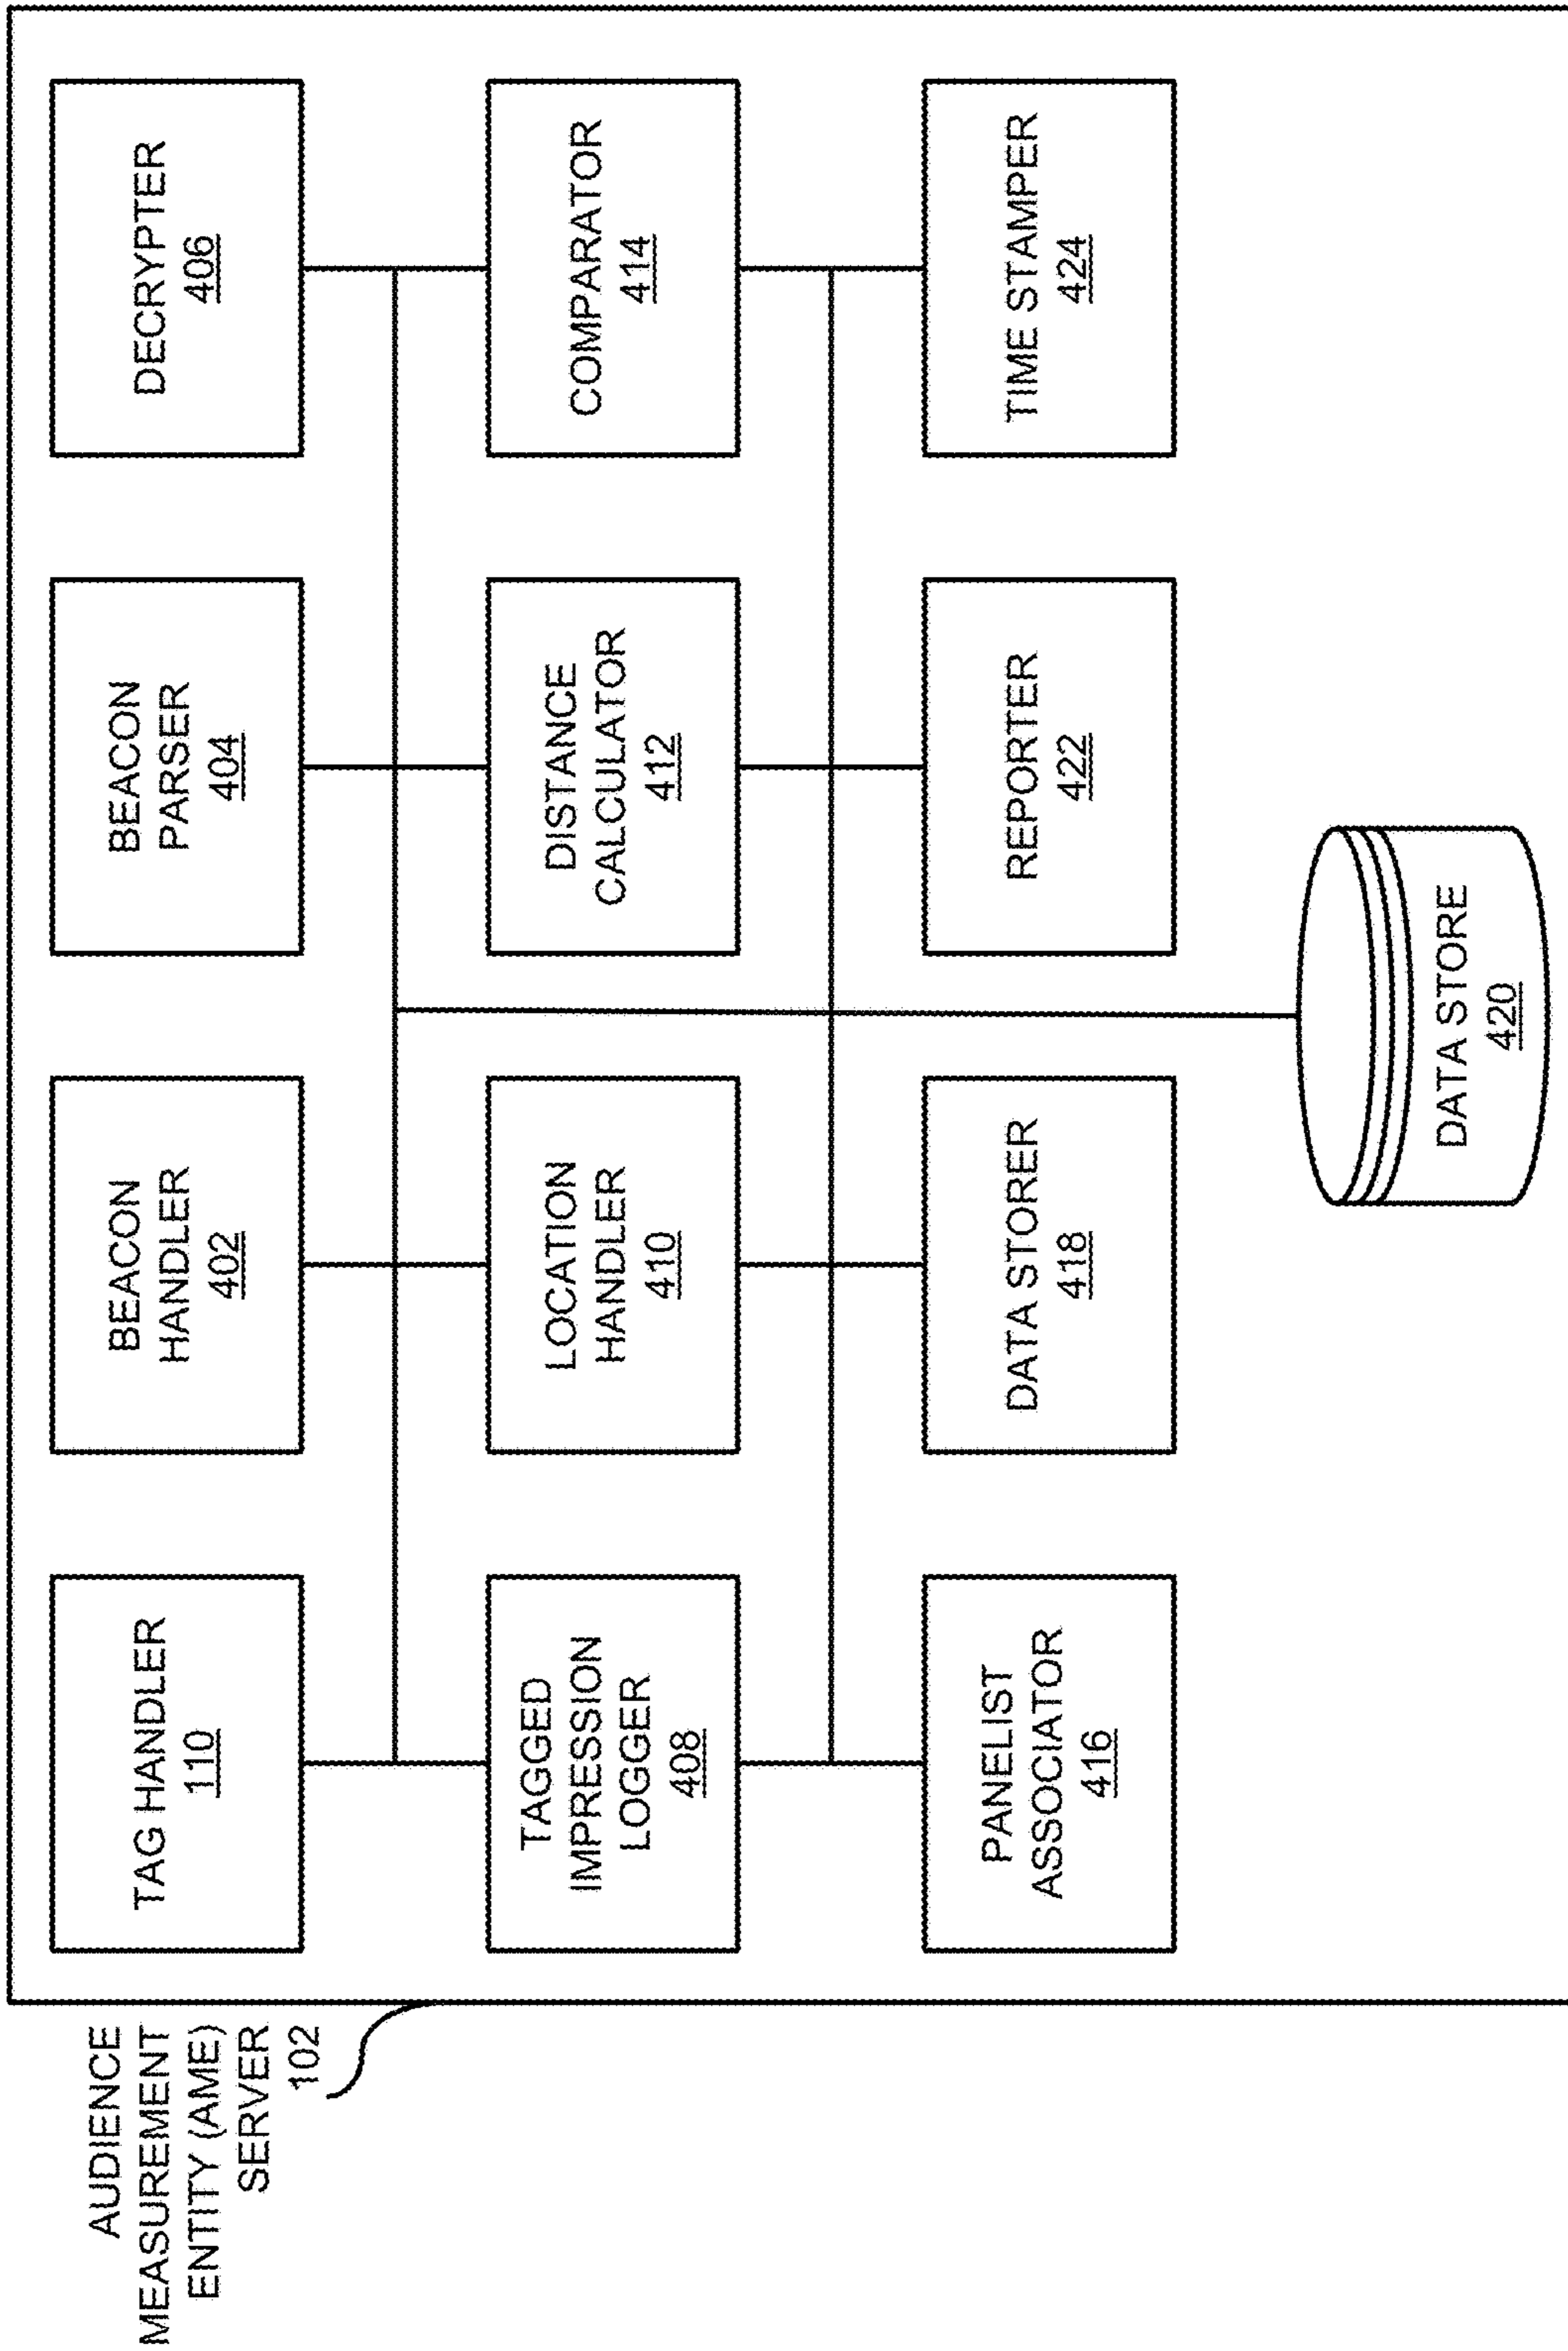 AUDIENCE
MEASUREMENT
ENTITY (AME)
SERVER
102
TAG HANDLER
110
BEACON
HANDLER
402
BEACON
PARSER
404
DECRYPTER
406
TAGGED
IMPRESSION
LOGGER
408
LOCATION
HANDLER
410
DISTANCE
CALCULATOR
412
COMPARATOR
414
PANELIST
ASSOCIATOR
416
DATA STORER
418
REPORTER
422
TIME STAMPER
424
DATA STORE
420